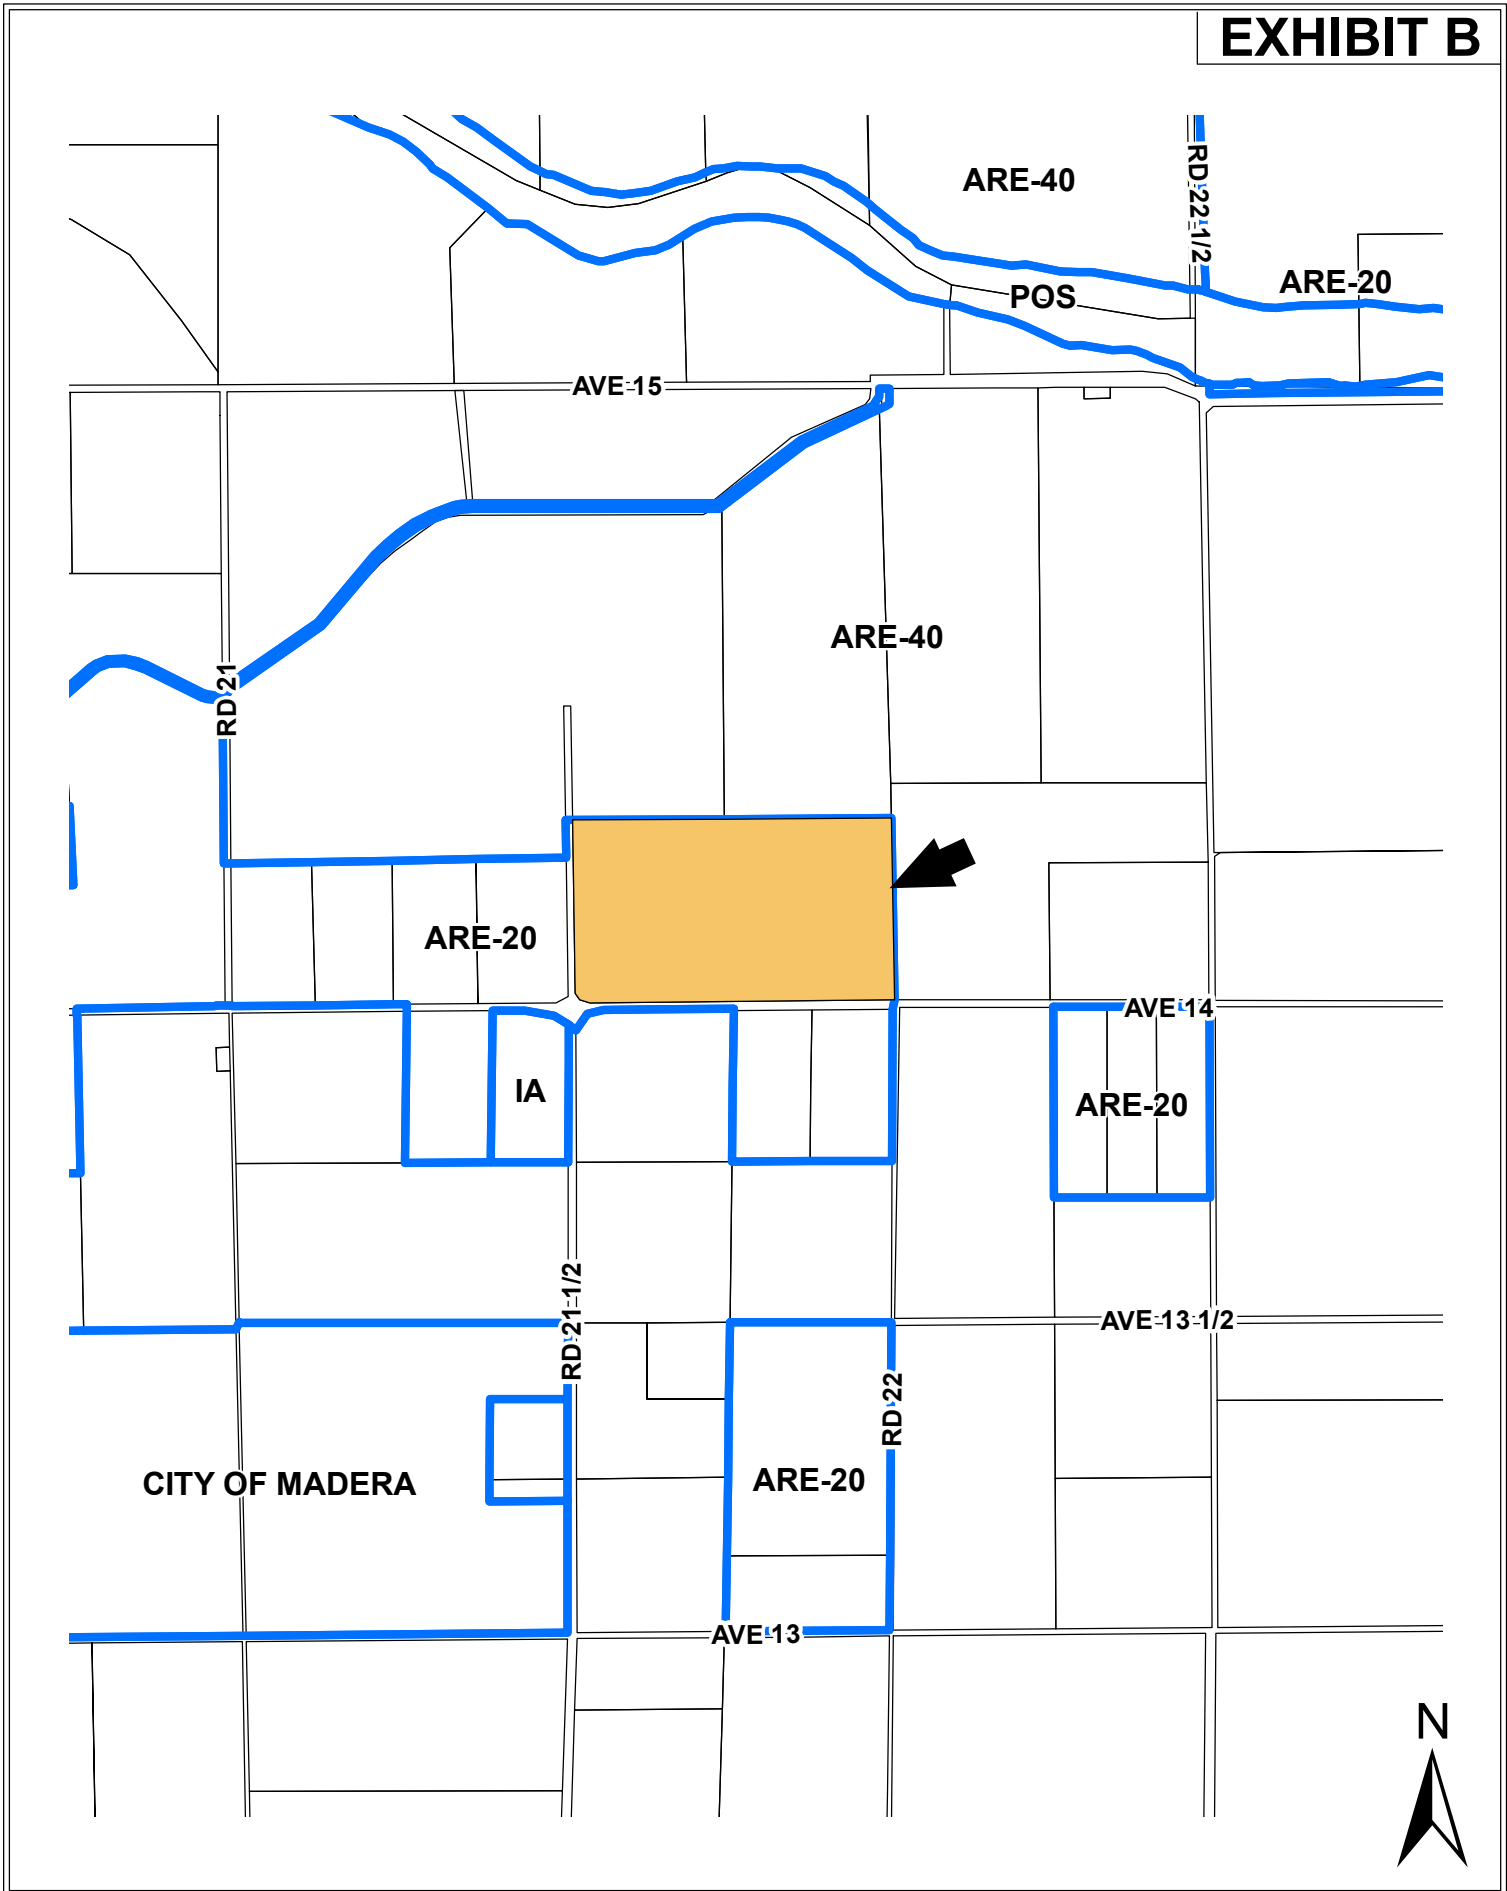 EXHIBIT B
ARE-40
RD 22 1/2
ARE-20
POS
AVE 15
ARE-40
RD 21
ARE-20
AVE 14
IA
ARE-20
RD 21 1/2
AVE 13 1/2
RD 22
CITY OF MADERA
ARE-20
AVE 13
N